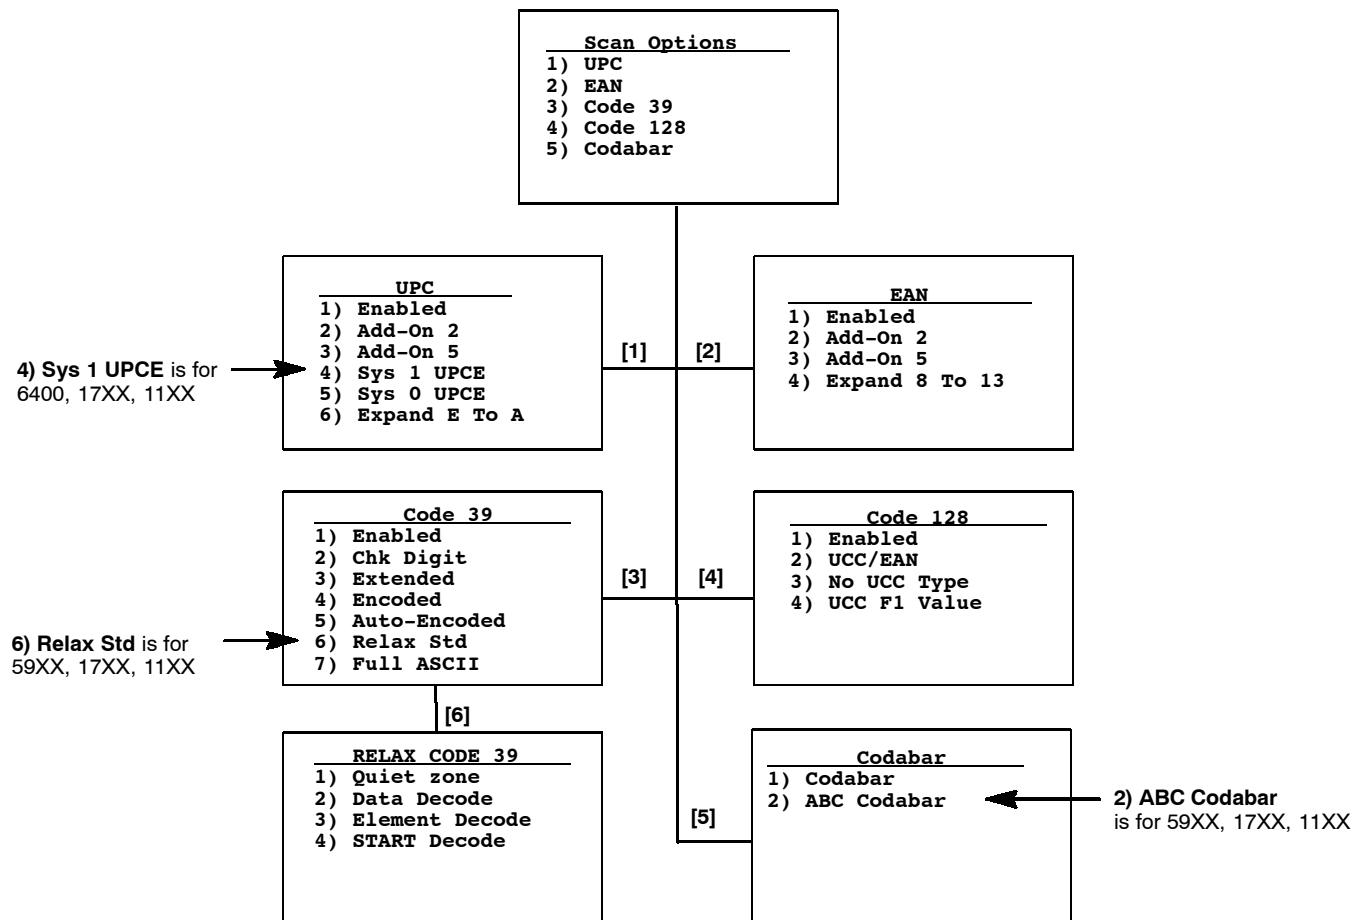 Scan Options
1) UPC
2) EAN
3) Code 39
4) Code 128
5) Codabar
UPC
1) Enabled
2) Add-On 2
3) Add-On 5
4) Sys 1 UPCE
5) Sys 0 UPCE
6) Expand E To A
4) Sys 1 UPCE is for
6400, 17XX, 11XX
[1]
[2]
EAN
1) Enabled
2) Add-On 2
3) Add-On 5
4) Expand 8 To 13
Code 39
1) Enabled
2) Chk Digit
3) Extended
4) Encoded
5) Auto-Encoded
6) Relax Std
7) Full ASCII
6) Relax Std is for
59XX, 17XX, 11XX
[3]
[4]
Code 128
1) Enabled
2) UCC/EAN
3) No UCC Type
4) UCC F1 Value
[6]
RELAX CODE 39
1) Quiet zone
2) Data Decode
3) Element Decode
4) START Decode
[5]
Codabar
1) Codabar
2) ABC Codabar
2) ABC Codabar
is for 59XX, 17XX, 11XX